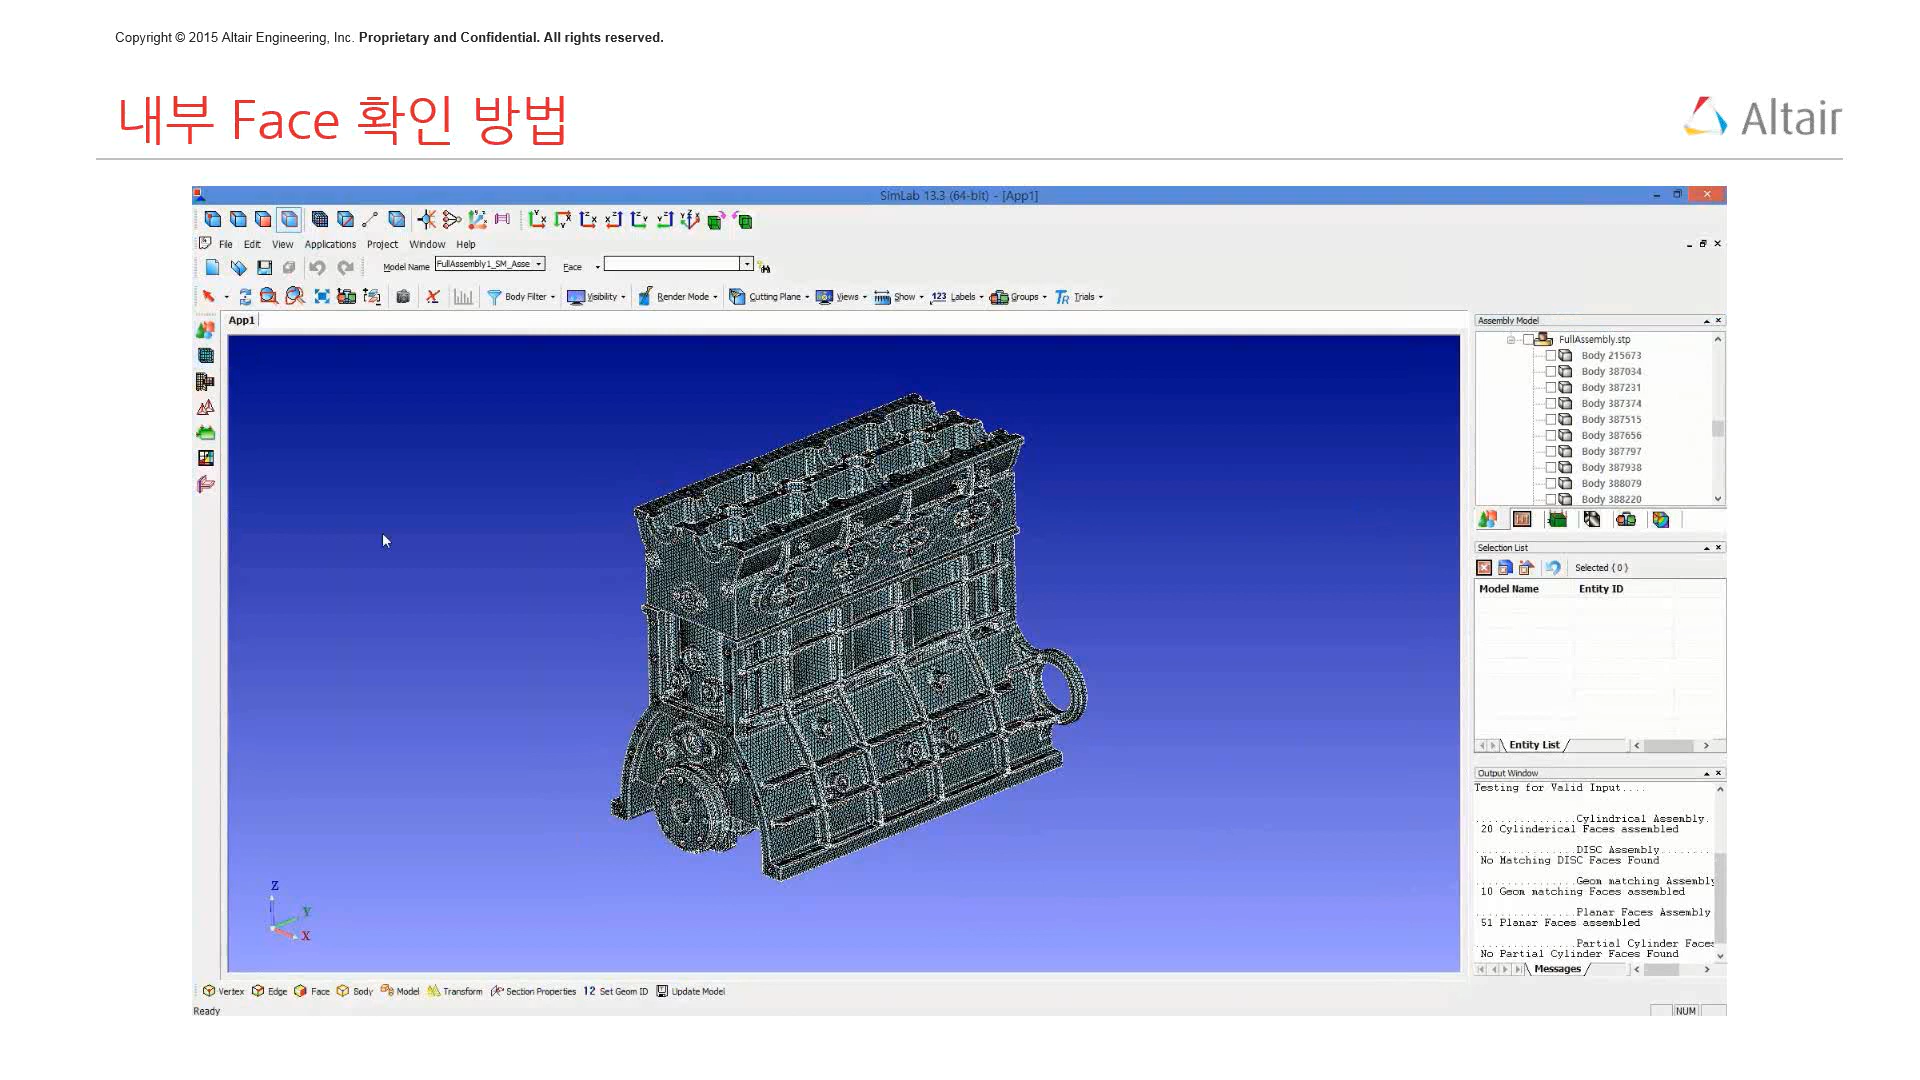 Copyright © 2015 Altair Engineering, Inc. Proprietary and Confidential. All rights reserved.
내부 Face 확인 방법
Altair
SimLab 13.3 (64-bit) - [App1]
File Edit View Applications Project Window Help
Model Name FullAssembly1_SM_Asse Face
Body Filter Visibility Render Mode Cutting Plane Views Show 123 Labels Groups Trials
App1
Assembly Model
FullAssembly.stp
Body 215673
Body 387034
Body 387231
Body 387374
Body 387515
Body 387656
Body 387797
Body 387938
Body 388079
Body 388220
Selection List
Selected { 0 }
Model Name Entity ID
Entity List
Output Window
Testing for Valid Input....
................Cylindrical Assembly.
20 Cylinderical Faces assembled
................DISC Assembly........
No Matching DISC Faces Found
................Geom matching Assembly
10 Geom matching Faces assembled
................Planar Faces Assembly
51 Planar Faces assembled
................Partial Cylinder Faces
No Partial Cylinder Faces Found
Messages
Z
Y
X
Vertex Edge Face Body Model Transform Section Properties 12 Set Geom ID Update Model
Ready
NUM